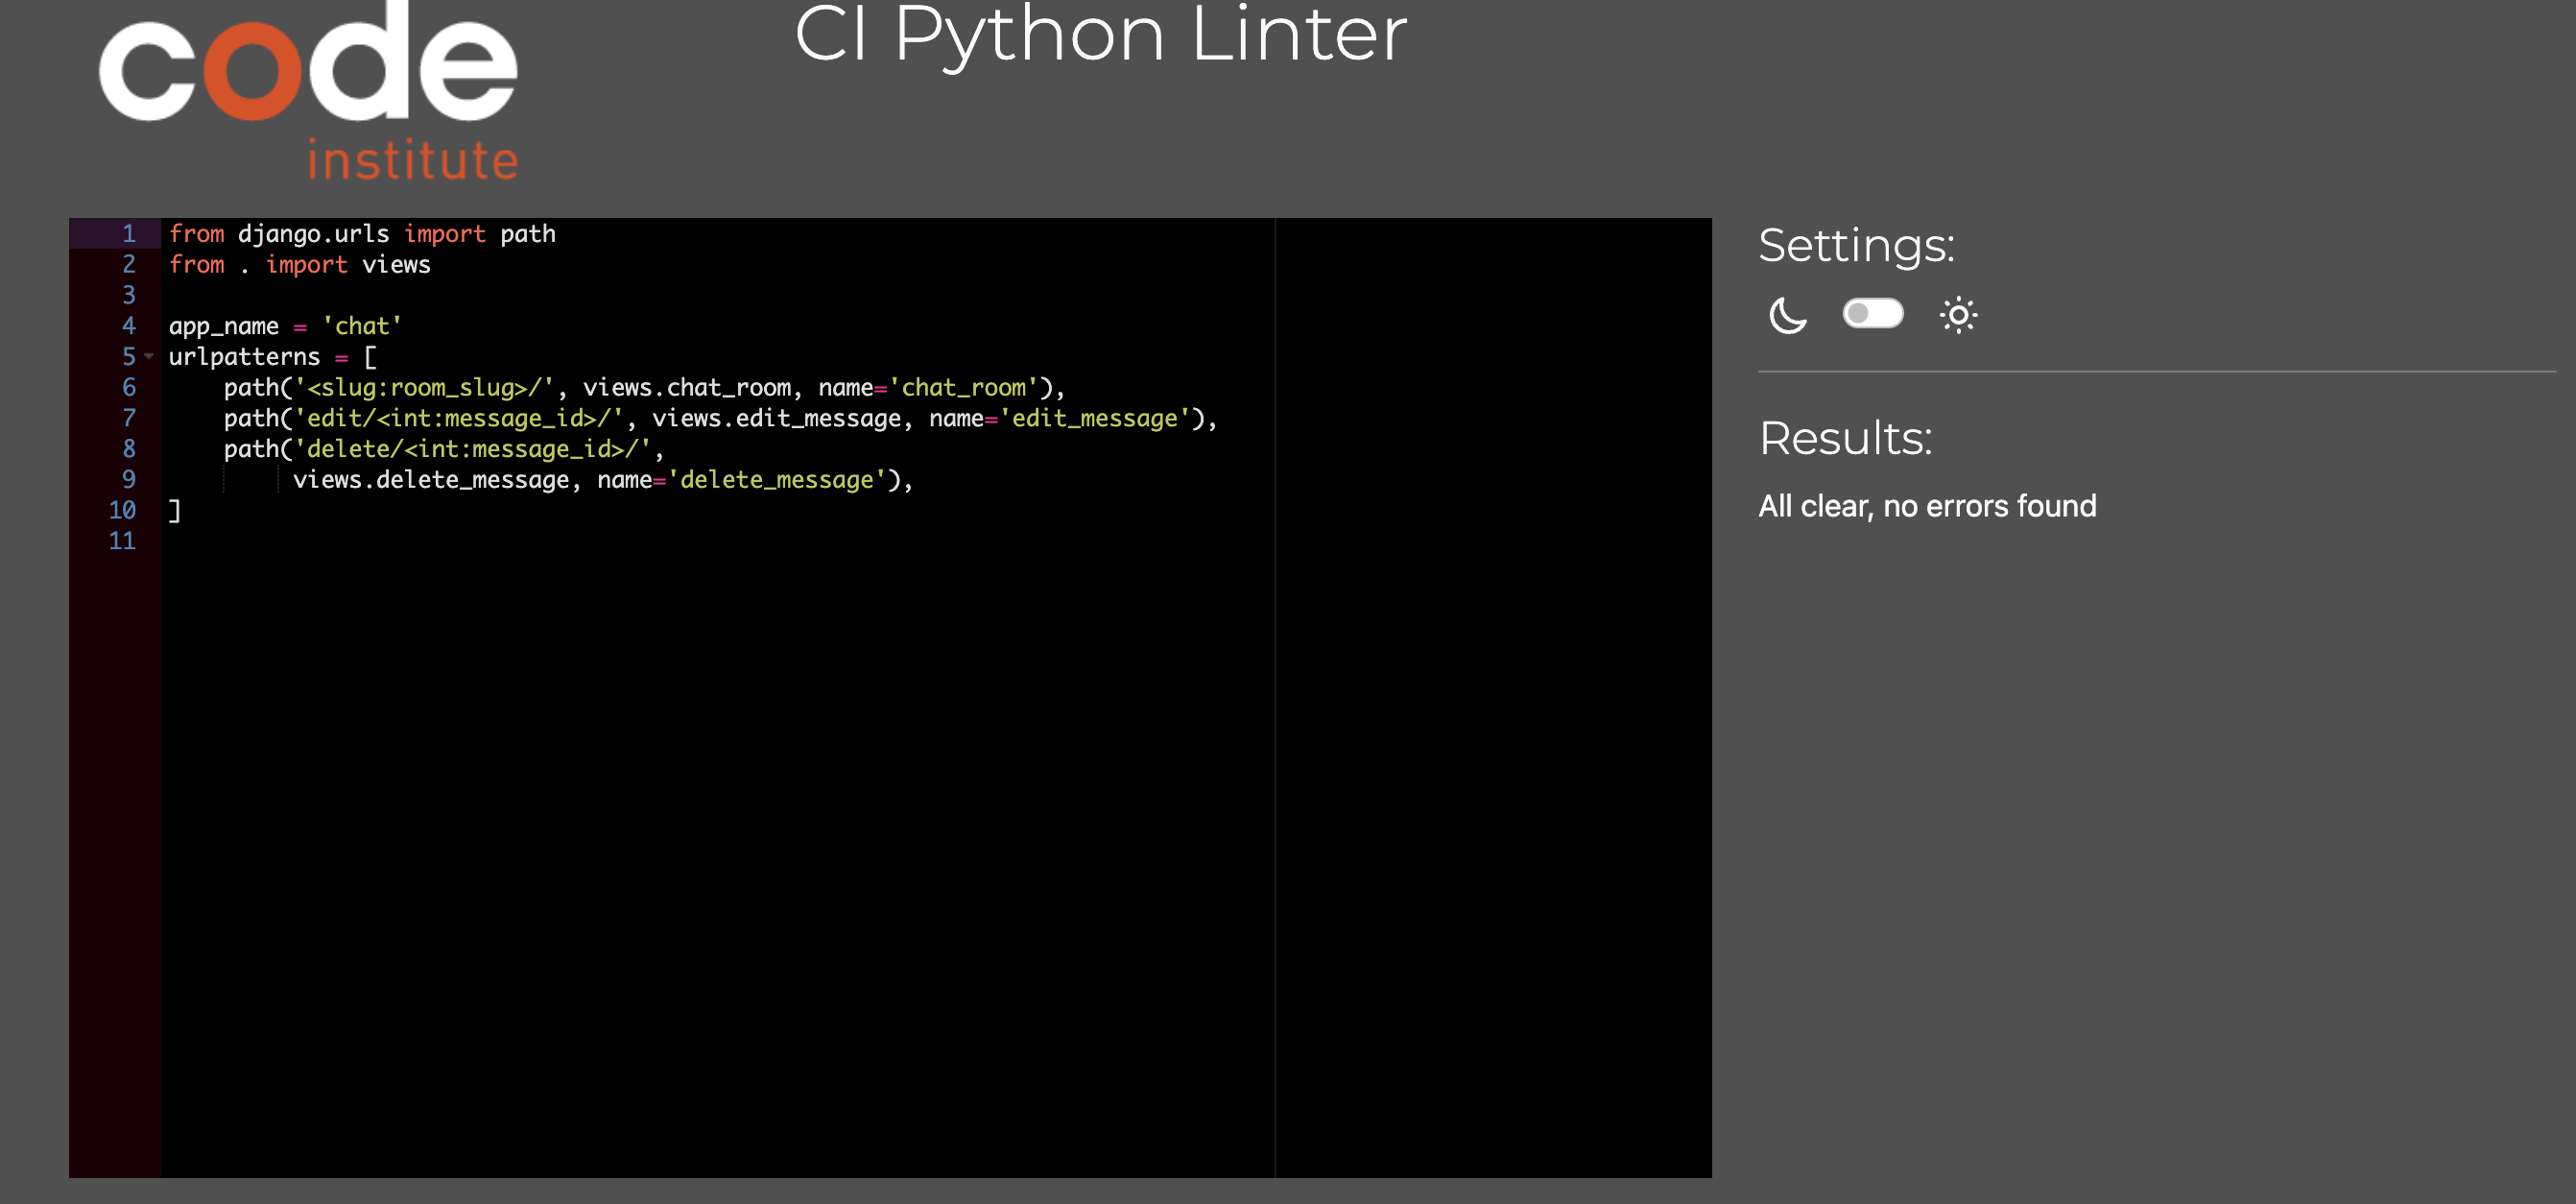 code
institute
CI Python Linter
1 from django.urls import path
2 from . import views
3
4 app_name = 'chat'
5 urlpatterns = [
6     path('<slug:room_slug>/', views.chat_room, name='chat_room'),
7     path('edit/<int:message_id>/', views.edit_message, name='edit_message'),
8     path('delete/<int:message_id>/',
9          views.delete_message, name='delete_message'),
10 ]
11
Settings:
Results:
All clear, no errors found